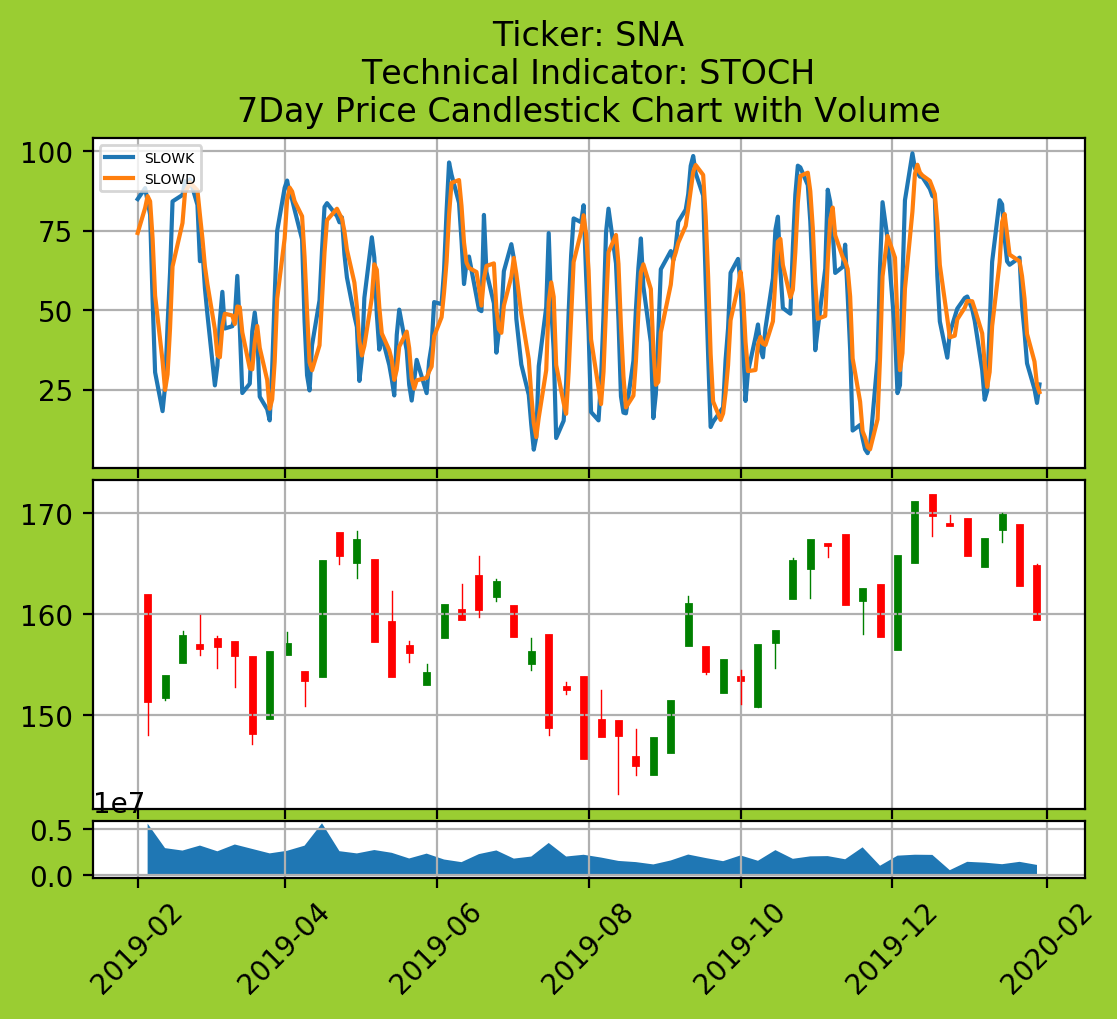 Ticker: SNA
Technical Indicator: STOCH
7Day Price Candlestick Chart with Volume
SLOWK
SLOWD
100
75
50
25
170
160
150
1e7
0.5
0.0
2019-02
2019-04
2019-06
2019-08
2019-10
2019-12
2020-02